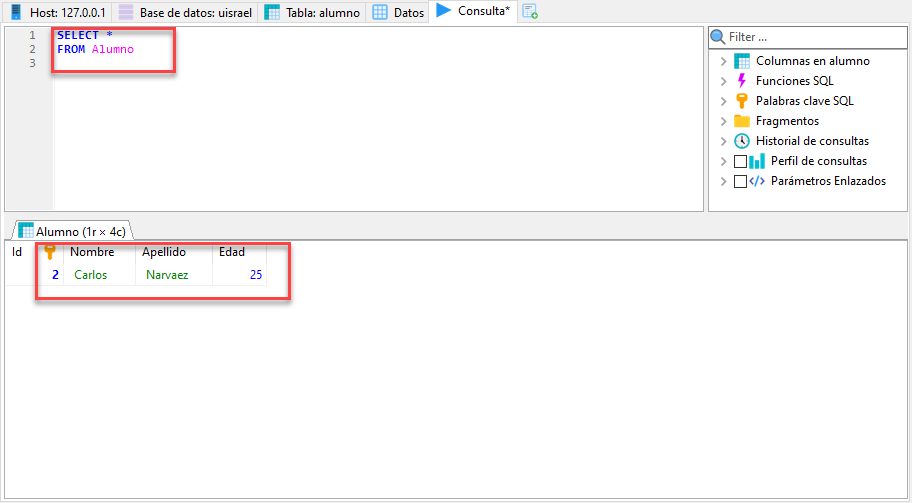 Host: 127.0.0.1 Base de datos: uisrael Tabla: alumno Datos Consulta*
1 SELECT *
2 FROM Alumno
3
Filter ...
Columnas en alumno
Funciones SQL
Palabras clave SQL
Fragmentos
Historial de consultas
Perfil de consultas
Parámetros Enlazados
Alumno (1r × 4c)
Id Nombre Apellido Edad
2 Carlos Narvaez 25